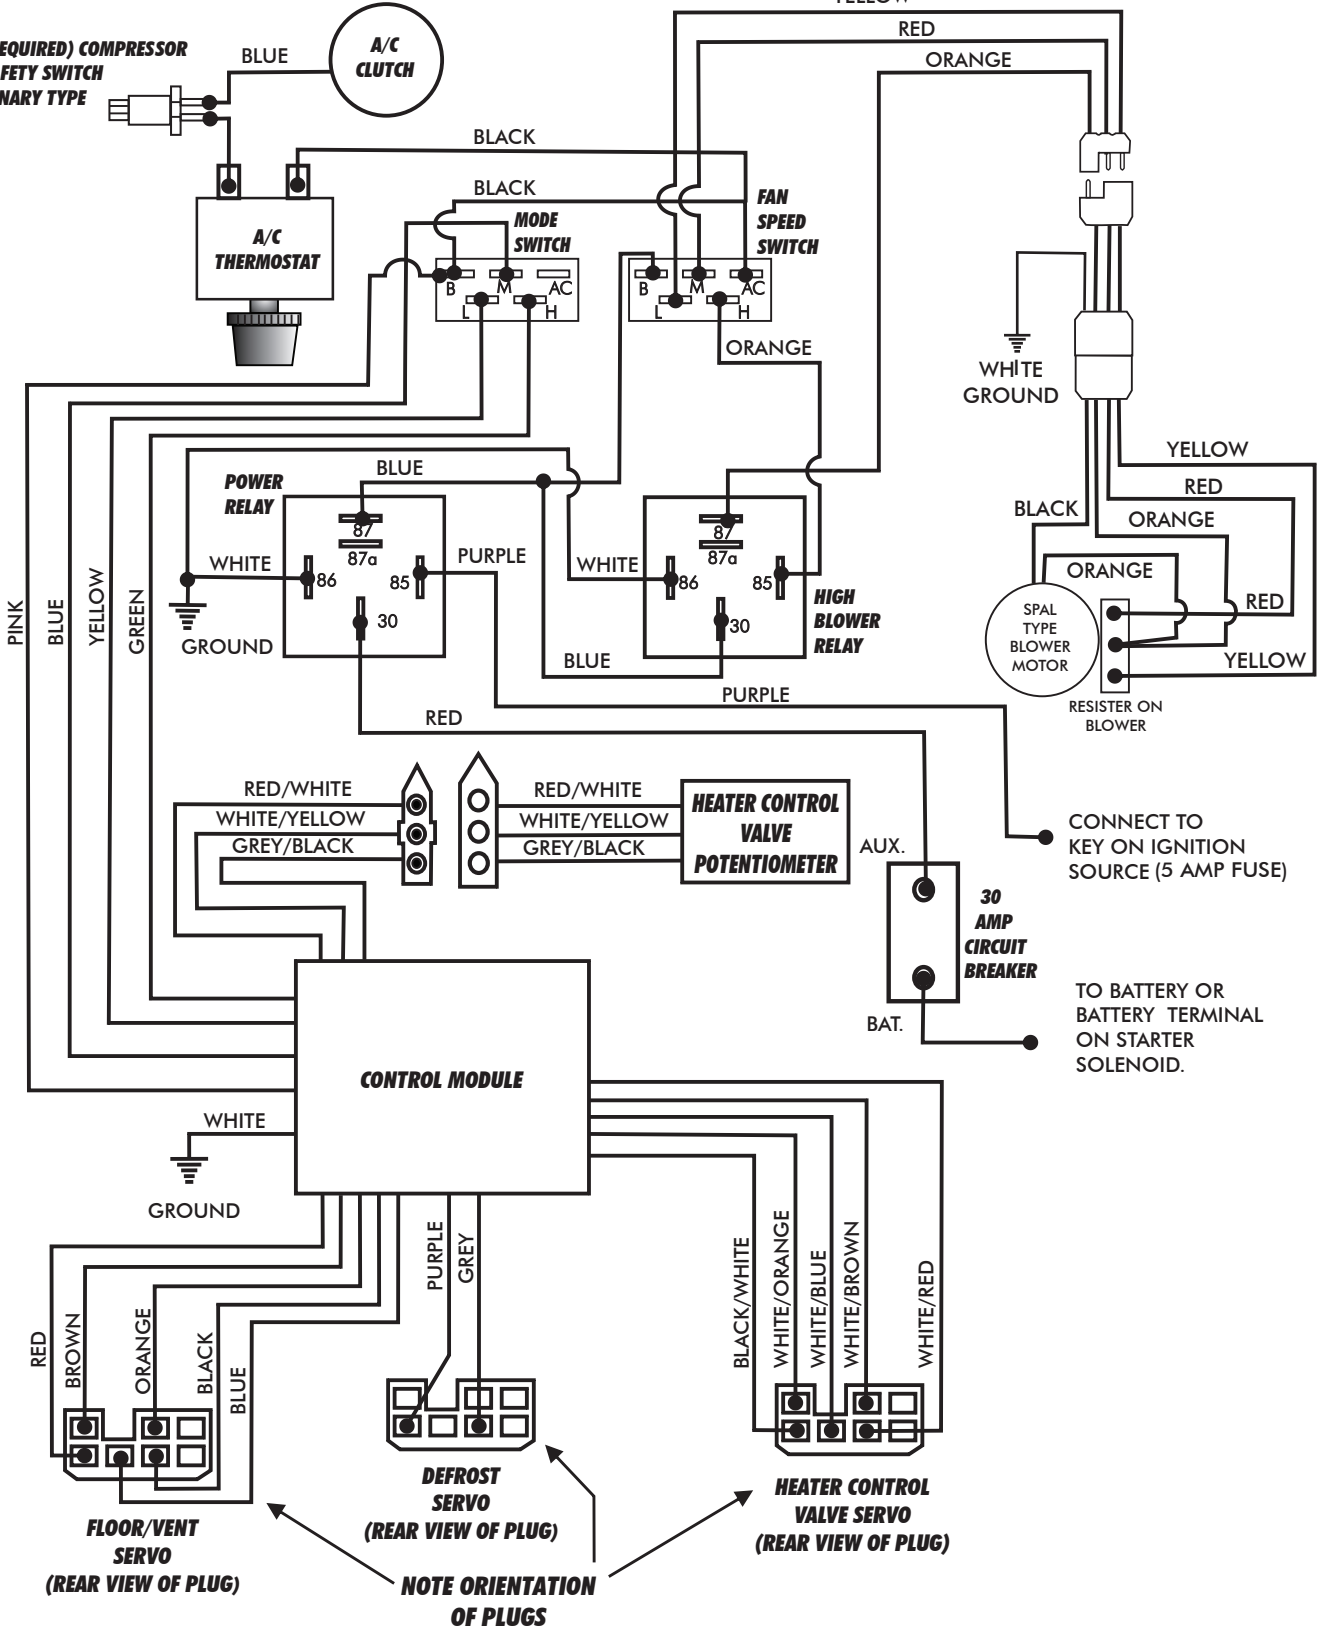 RED
ORANGE
EQUIRED) COMPRESSOR
FETY SWITCH
NARY TYPE
BLUE
A/C
CLUTCH
BLACK
BLACK
A/C
THERMOSTAT
MODE
SWITCH
FAN
SPEED
SWITCH
B
M
AC
L
H
B
M
AC
L
H
ORANGE
WHITE
GROUND
YELLOW
RED
BLACK
ORANGE
ORANGE
RED
YELLOW
SPAL
TYPE
BLOWER
MOTOR
RESISTER ON
BLOWER
POWER
RELAY
BLUE
87
87a
86
85
30
WHITE
GROUND
PURPLE
WHITE
87
87a
86
85
30
HIGH
BLOWER
RELAY
BLUE
PURPLE
RED
PINK
BLUE
YELLOW
GREEN
RED/WHITE
WHITE/YELLOW
GREY/BLACK
RED/WHITE
WHITE/YELLOW
GREY/BLACK
HEATER CONTROL
VALVE
POTENTIOMETER
AUX.
30
AMP
CIRCUIT
BREAKER
BAT.
CONNECT TO
KEY ON IGNITION
SOURCE (5 AMP FUSE)
TO BATTERY OR
BATTERY TERMINAL
ON STARTER
SOLENOID.
CONTROL MODULE
WHITE
GROUND
RED
BROWN
ORANGE
BLACK
BLUE
PURPLE
GREY
BLACK/WHITE
WHITE/ORANGE
WHITE/BLUE
WHITE/BROWN
WHITE/RED
FLOOR/VENT
SERVO
(REAR VIEW OF PLUG)
DEFROST
SERVO
(REAR VIEW OF PLUG)
HEATER CONTROL
VALVE SERVO
(REAR VIEW OF PLUG)
NOTE ORIENTATION
OF PLUGS